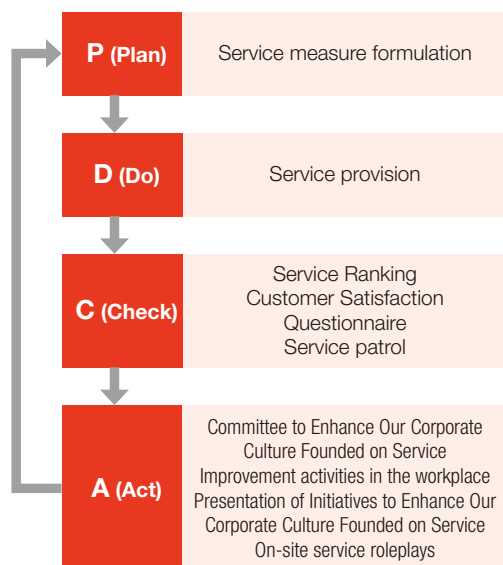 P (Plan)
Service measure formulation
D (Do)
Service provision
C (Check)
Service Ranking
Customer Satisfaction
Questionnaire
Service patrol
A (Act)
Committee to Enhance Our Corporate
Culture Founded on Service
Improvement activities in the workplace
Presentation of Initiatives to Enhance Our
Corporate Culture Founded on Service
On-site service roleplays